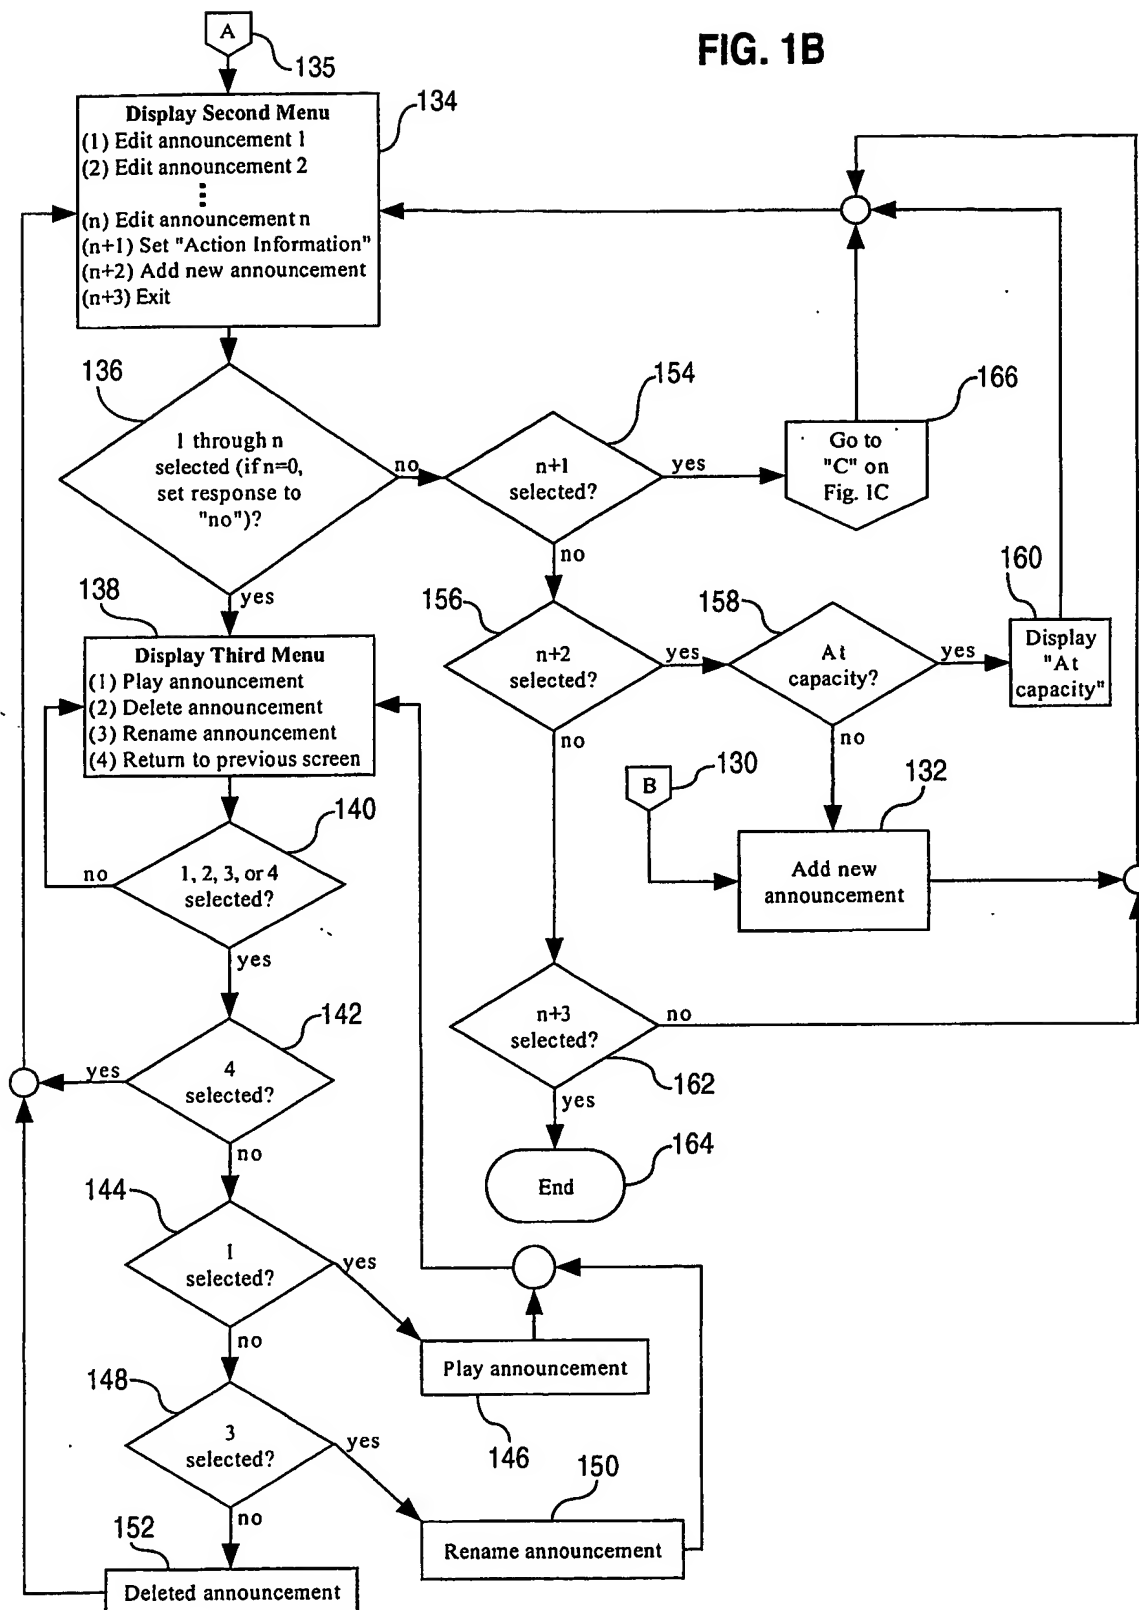 FIG. 1B
A
135
134
Display Second Menu
(1) Edit announcement 1
(2) Edit announcement 2
(n) Edit announcement n
(n+1) Set "Action Information"
(n+2) Add new announcement
(n+3) Exit
136
1 through n
selected (if n=0,
set response to
"no")?
no
yes
154
n+1
selected?
yes
no
166
Go to
"C" on
Fig. 1C
138
Display Third Menu
(1) Play announcement
(2) Delete announcement
(3) Rename announcement
(4) Return to previous screen
156
n+2
selected?
yes
no
158
At
capacity?
yes
no
160
Display
"At
capacity"
B
130
132
Add new
announcement
140
1, 2, 3, or 4
selected?
no
yes
142
4
selected?
yes
no
n+3
selected?
no
162
yes
End
164
144
1
selected?
yes
no
Play announcement
146
148
3
selected?
yes
no
150
Rename announcement
152
Deleted announcement